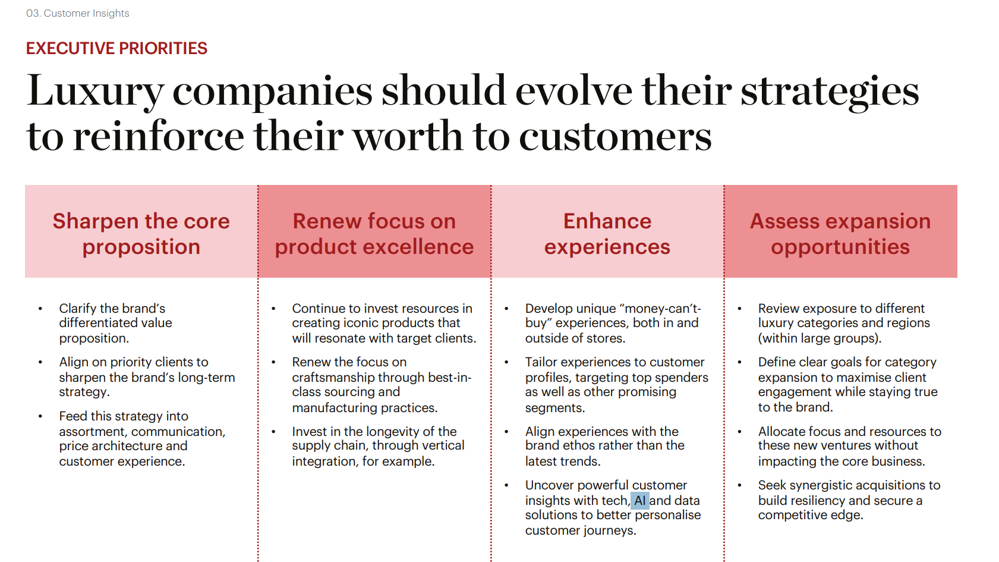 03. Customer Insights
EXECUTIVE PRIORITIES
Luxury companies should evolve their strategies
to reinforce their worth to customers
Sharpen the core
proposition
• Clarify the brand’s
differentiated value
proposition.
• Align on priority clients to
sharpen the brand’s long-term
strategy.
• Feed this strategy into
assortment, communication,
price architecture and
customer experience.
Renew focus on
product excellence
• Continue to invest resources in
creating iconic products that
will resonate with target clients.
• Renew the focus on
craftsmanship through best-in-
class sourcing and
manufacturing practices.
• Invest in the longevity of the
supply chain, through vertical
integration, for example.
Enhance
experiences
• Develop unique “money-can’t-
buy” experiences, both in and
outside of stores.
• Tailor experiences to customer
profiles, targeting top spenders
as well as other promising
segments.
• Align experiences with the
brand ethos rather than the
latest trends.
• Uncover powerful customer
insights with tech, AI and data
solutions to better personalise
customer journeys.
Assess expansion
opportunities
• Review exposure to different
luxury categories and regions
(within large groups).
• Define clear goals for category
expansion to maximise client
engagement while staying true
to the brand.
• Allocate focus and resources to
these new ventures without
impacting the core business.
• Seek synergistic acquisitions to
build resiliency and secure a
competitive edge.